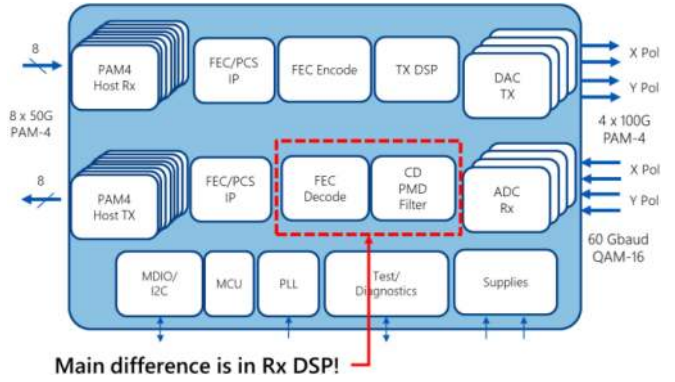 8
8 x 50G
PAM-4
8
PAM4
Host Rx
FEC/PCS
IP
FEC Encode
TX DSP
DAC
TX
X Pol
Y Pol
4 x 100G
PAM-4
PAM4
Host TX
FEC/PCS
IP
FEC
Decode
CD
PMD
Filter
ADC
Rx
X Pol
Y Pol
60 Gbaud
QAM-16
MDIO/
I2C
MCU
PLL
Test/
Diagnostics
Supplies
Main difference is in Rx DSP!